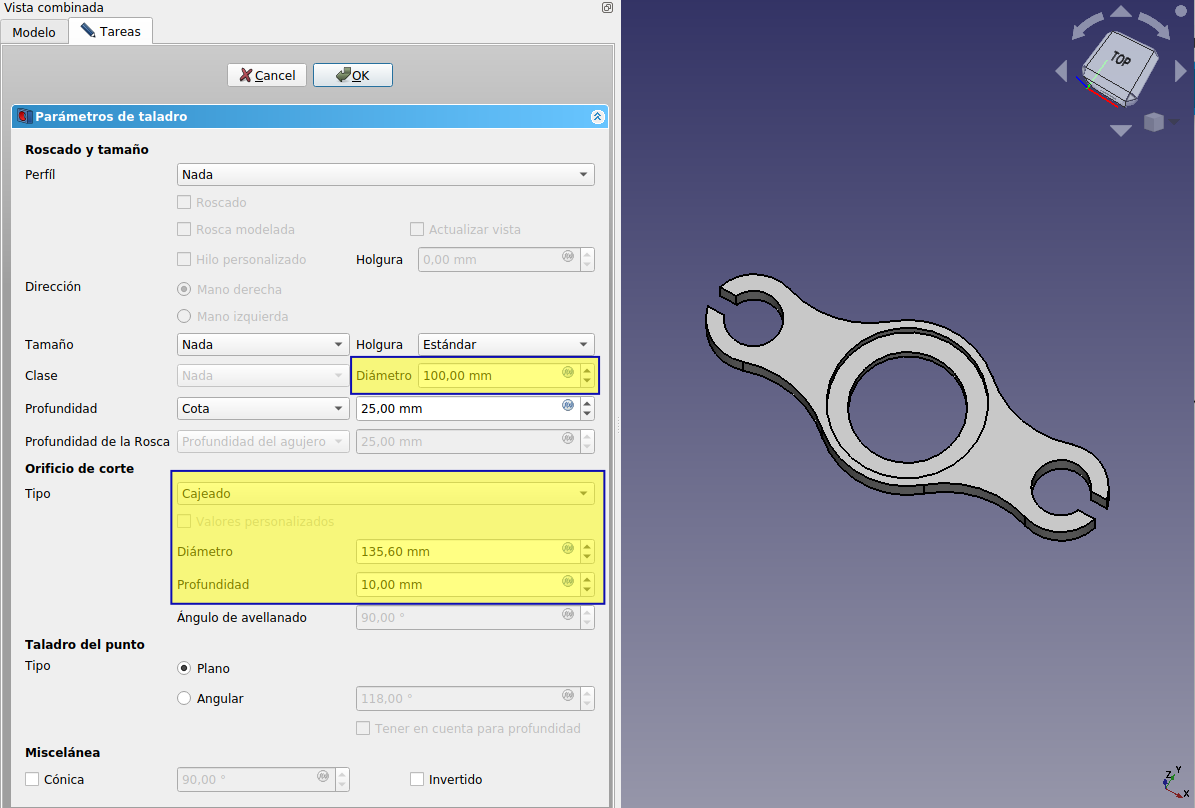 Vista combinada
Modelo
Tareas
Cancel
OK
Parámetros de taladro
Roscado y tamaño
Perfíl Nada
Roscado
Rosca modelada Actualizar vista
Hilo personalizado Holgura 0,00 mm
Dirección Mano derecha
Mano izquierda
Tamaño Nada Holgura Estándar
Clase Nada Diámetro 100,00 mm
Profundidad Cota 25,00 mm
Profundidad de la Rosca Profundidad del agujero 25,00 mm
Orificio de corte
Tipo Cajeado
Valores personalizados
Diámetro 135,60 mm
Profundidad 10,00 mm
Ángulo de avellanado 90,00 °
Taladro del punto
Tipo Plano
Angular 118,00 °
Tener en cuenta para profundidad
Miscelánea
Cónica 90,00 ° Invertido
TOP
Z Y
X